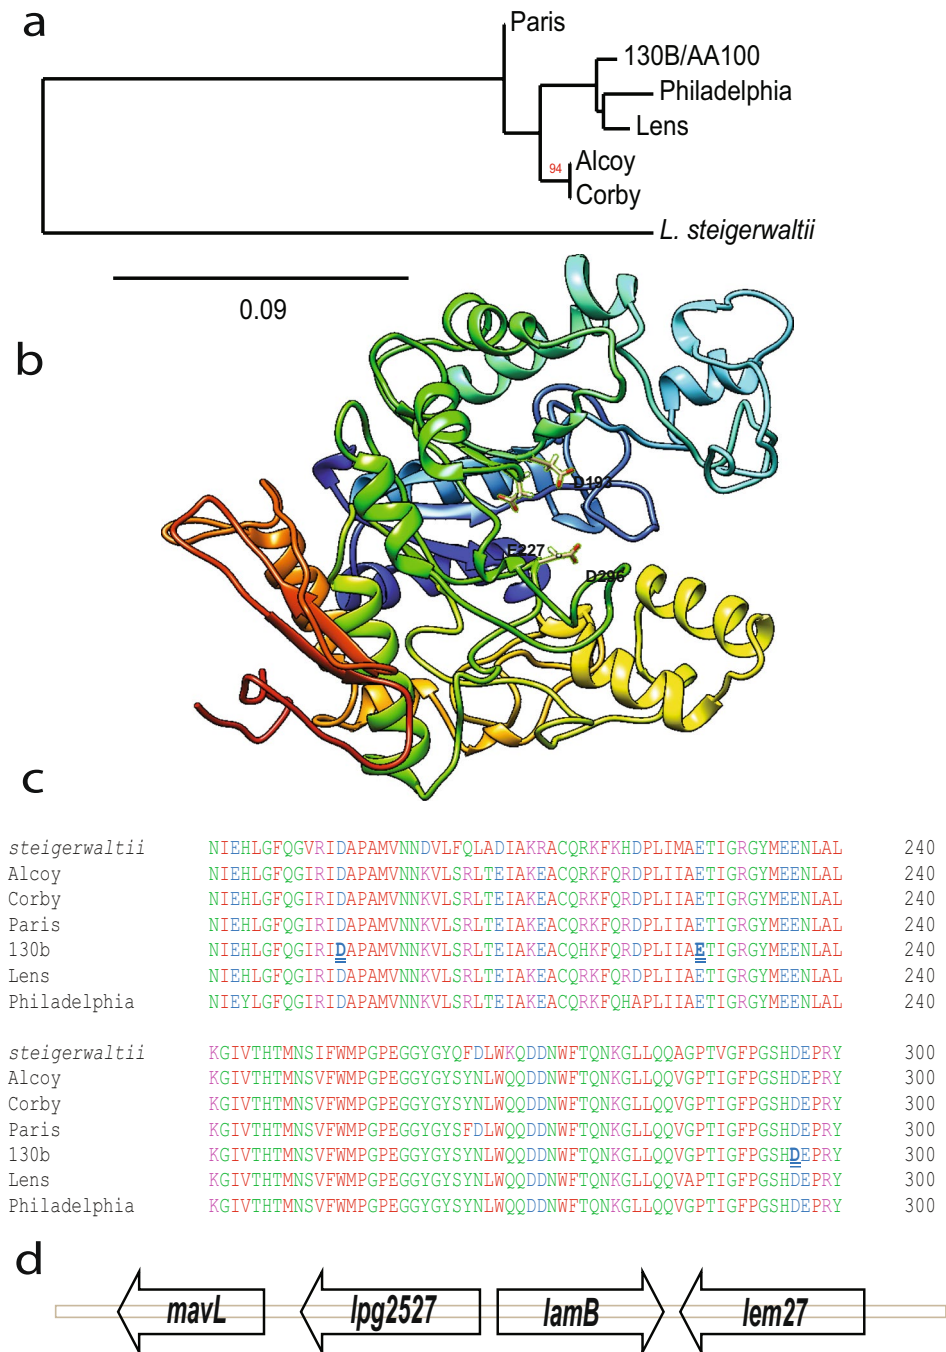 a
Paris
130B/AA100
Philadelphia
Lens
94
Alcoy
Corby
L. steigerwaltii
0.09
b
D193
E227
D295
c
steigerwaltii NIEHLGFQGVRIDAPAMVNNDVLFQLADIAKRACQRKFKHDPLIMAETIGRGYMEENLAL 240
Alcoy NIEHLGFQGIRIDAPAMVNNKVLSRLTEIAKEACQRKFQRDPLIIAETIGRGYMEENLAL 240
Corby NIEHLGFQGIRIDAPAMVNNKVLSRLTEIAKEACQRKFQRDPLIIAETIGRGYMEENLAL 240
Paris NIEHLGFQGIRIDAPAMVNNKVLSRLTEIAKEACQRKFQRDPLIIAETIGRGYMEENLAL 240
130b NIEHLGFQGIRIDAPAMVNNKVLSRLTEIAKEACQHKFQRDPLIIAETIGRGYMEENLAL 240
Lens NIEHLGFQGIRIDAPAMVNNKVLSRLTEIAKEACQRKFQRDPLIIAETIGRGYMEENLAL 240
Philadelphia NIEYLGFQGIRIDAPAMVNNKVLSRLTEIAKEACQRKFQHAPLIIAETIGRGYMEENLAL 240
steigerwaltii KGIVTHTMNSIFWMPGPEGGYGYQFDLWKQDDNWFTQNKGLLQQAGPTVGFPGSHDEPRY 300
Alcoy KGIVTHTMNSVFWMPGPEGGYGYSYNLWQQDDNWFTQNKGLLQQVGPTIGFPGSHDEPRY 300
Corby KGIVTHTMNSVFWMPGPEGGYGYSYNLWQQDDNWFTQNKGLLQQVGPTIGFPGSHDEPRY 300
Paris KGIVTHTMNSVFWMPGPEGGYGYSFDLWQQDDNWFTQNKGLLQQVGPTIGFPGSHDEPRY 300
130b KGIVTHTMNSVFWMPGPEGGYGYSYNLWQQDDNWFTQNKGLLQQVGPTIGFPGSHDEPRY 300
Lens KGIVTHTMNSVFWMPGPEGGYGYSYNLWQQDDNWFTQNKGLLQQVAPTIGFPGSHDEPRY 300
Philadelphia KGIVTHTMNSVFWMPGPEGGYGYSYNLWQQDDNWFTQNKGLLQQVGPTIGFPGSHDEPRY 300
d
mavL lpg2527 lamB lem27